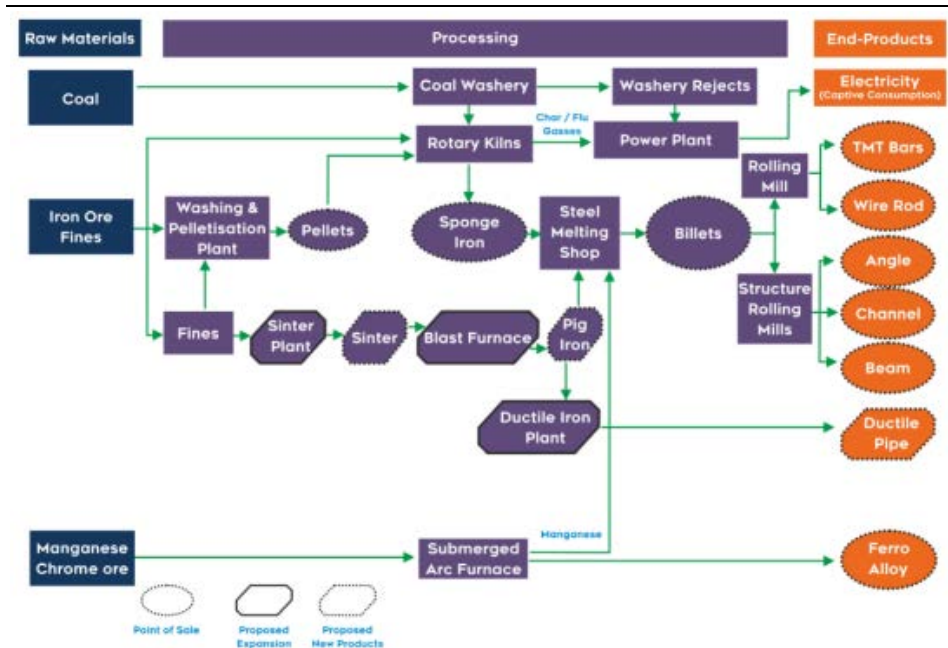 Raw Materials
Processing
End-Products
Coal
Coal Washery
Washery Rejects
Electricity
(Captive Consumption)
Char / Flu
Gasses
Rotary Kilns
Power Plant
TMT Bars
Rolling
Mill
Wire Rod
Iron Ore
Fines
Washing &
Pelletisation
Plant
Pellets
Sponge
Iron
Steel
Melting
Shop
Billets
Angle
Structure
Rolling
Mills
Channel
Fines
Sinter
Plant
Sinter
Blast Furnace
Pig
Iron
Beam
Ductile Iron
Plant
Ductile
Pipe
Manganese
Manganese
Chrome ore
Submerged
Arc Furnace
Ferro
Alloy
Point of Sale
Proposed
Expansion
Proposed
New Products